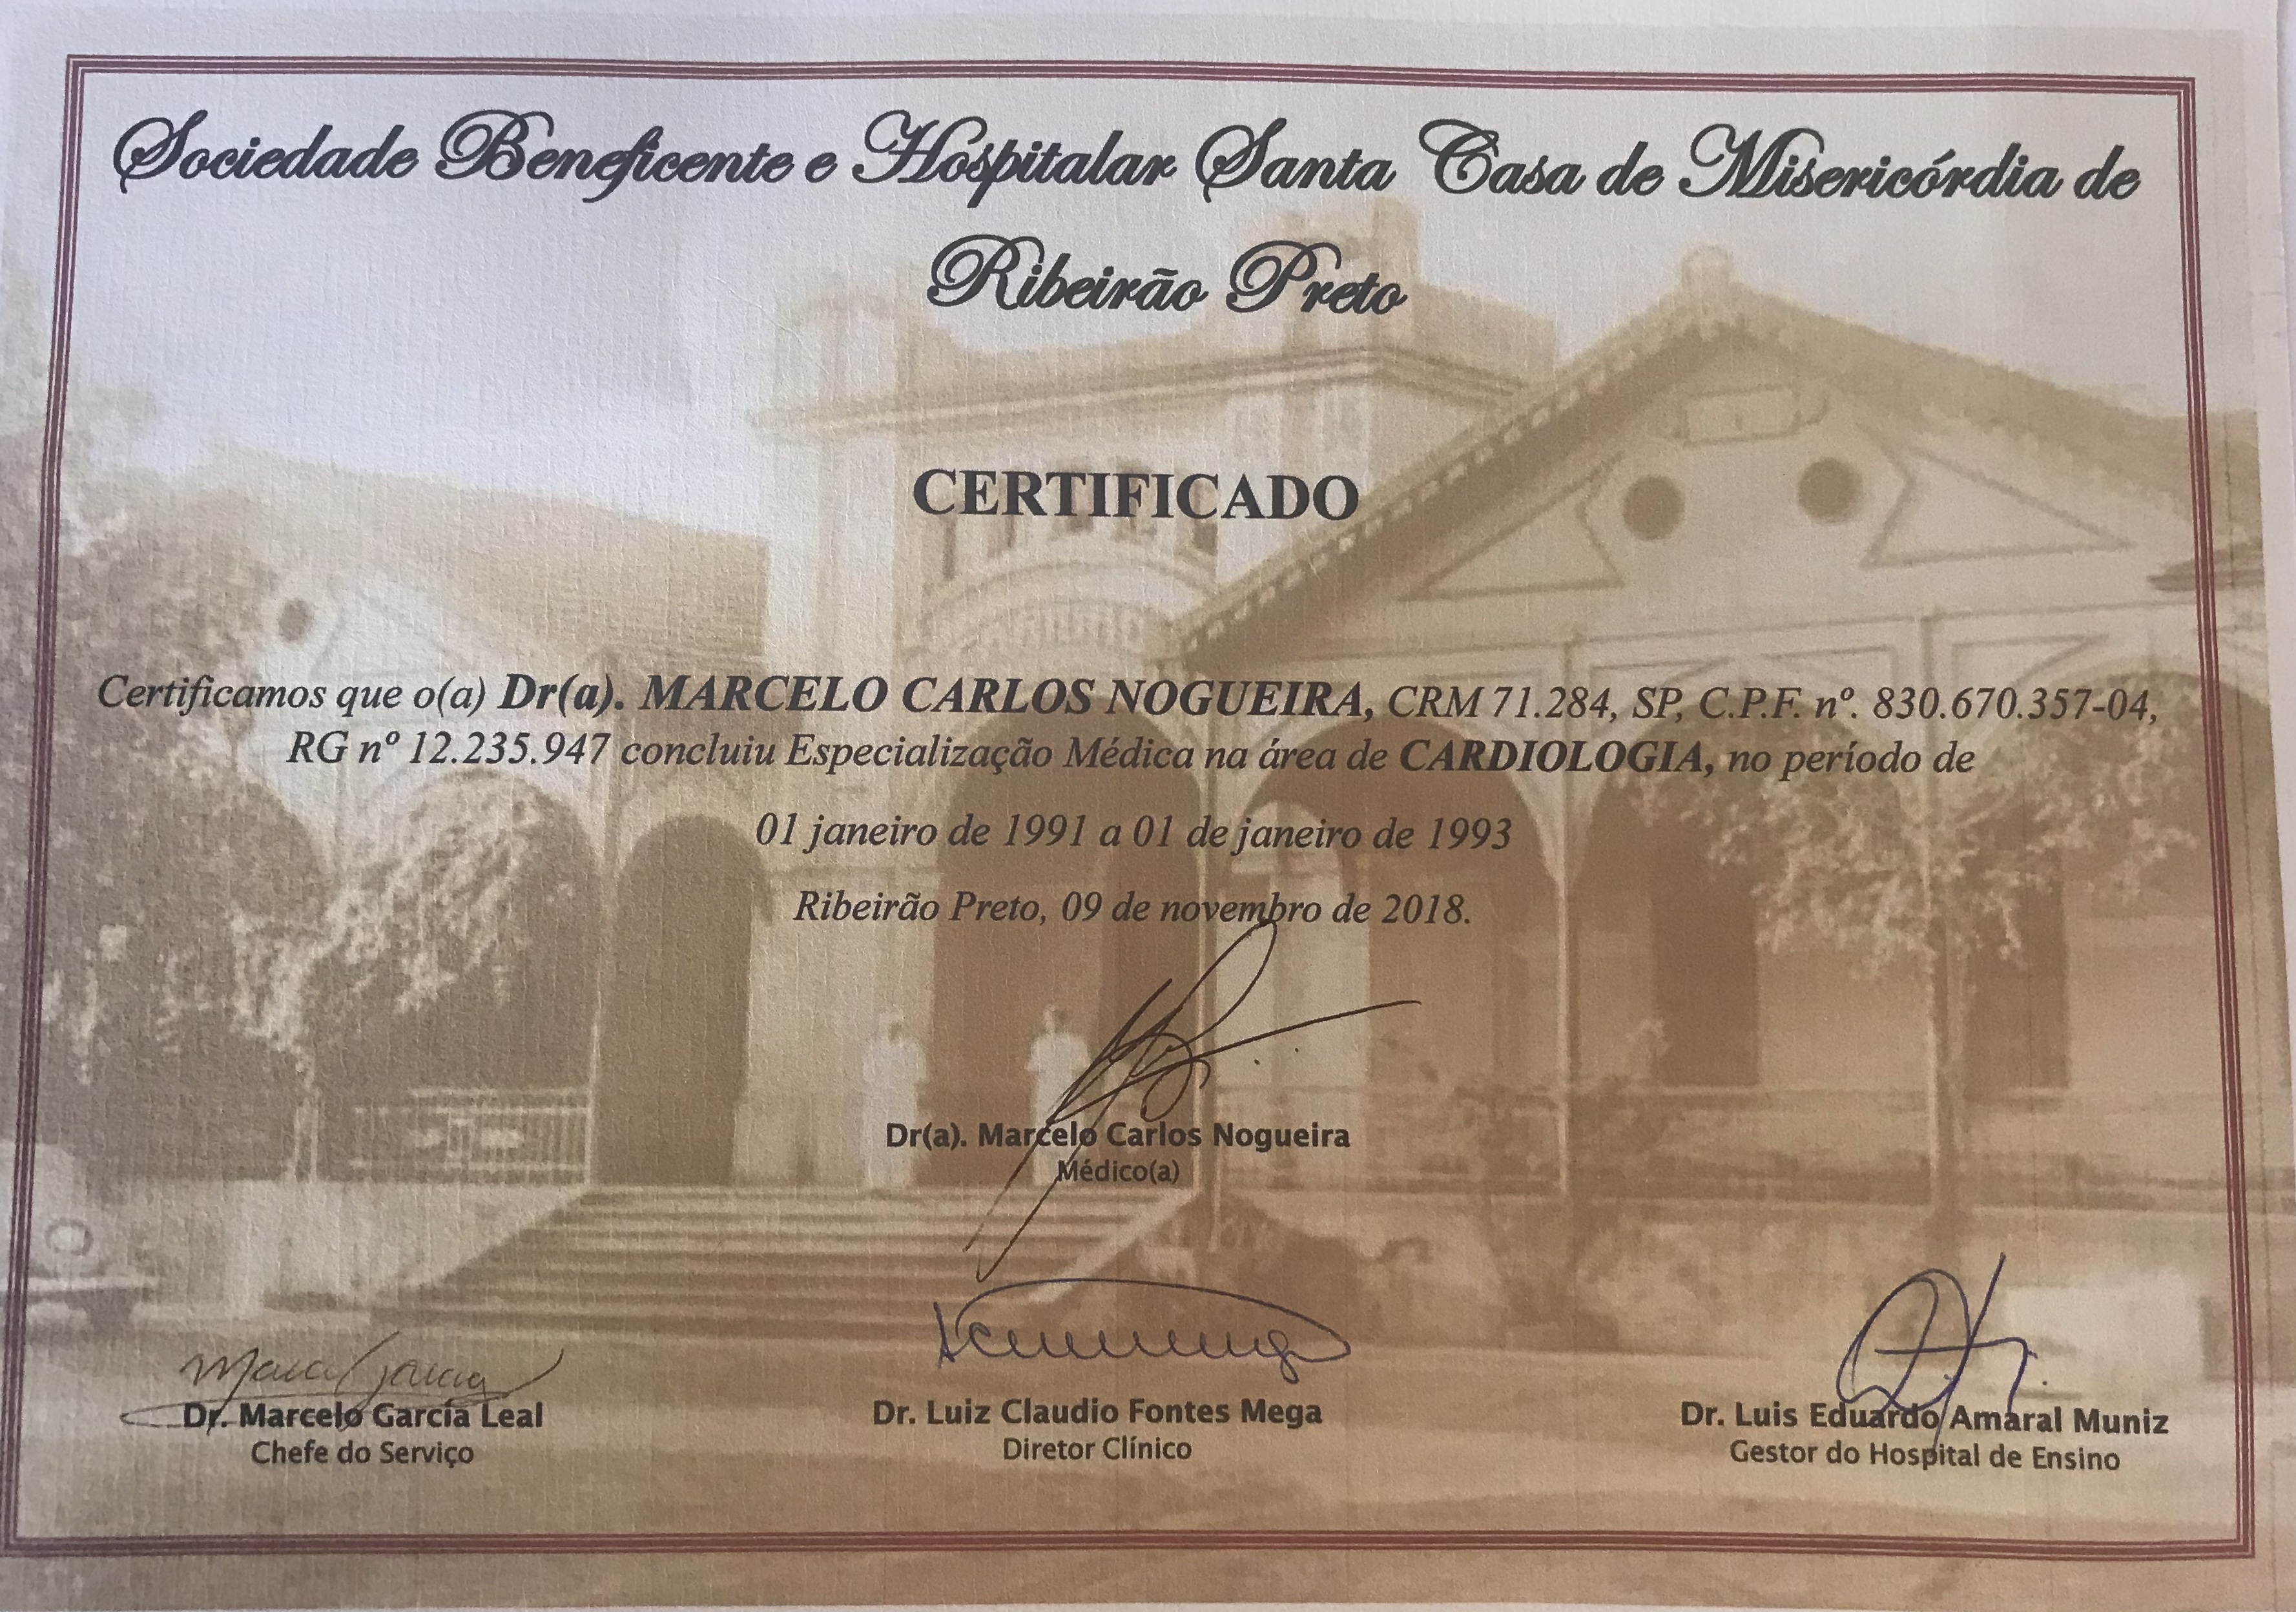 Sociedade Beneficente e Hospitalar Santa Casa de Misericórdia de
Ribeirão Preto
CERTIFICADO
Certificamos que o(a) Dr(a). MARCELO CARLOS NOGUEIRA, CRM 71.284, SP, C.P.F. nº. 830.670.357-04,
RG nº 12.235.947 concluiu Especialização Médica na área de CARDIOLOGIA, no período de
01 janeiro de 1991 a 01 de janeiro de 1993
Ribeirão Preto, 09 de novembro de 2018.
Dr(a). Marcelo Carlos Nogueira
Médico(a)
Dr. Marcelo Garcia Leal
Chefe do Serviço
Dr. Luiz Claudio Fontes Mega
Diretor Clínico
Dr. Luis Eduardo Amaral Muniz
Gestor do Hospital de Ensino